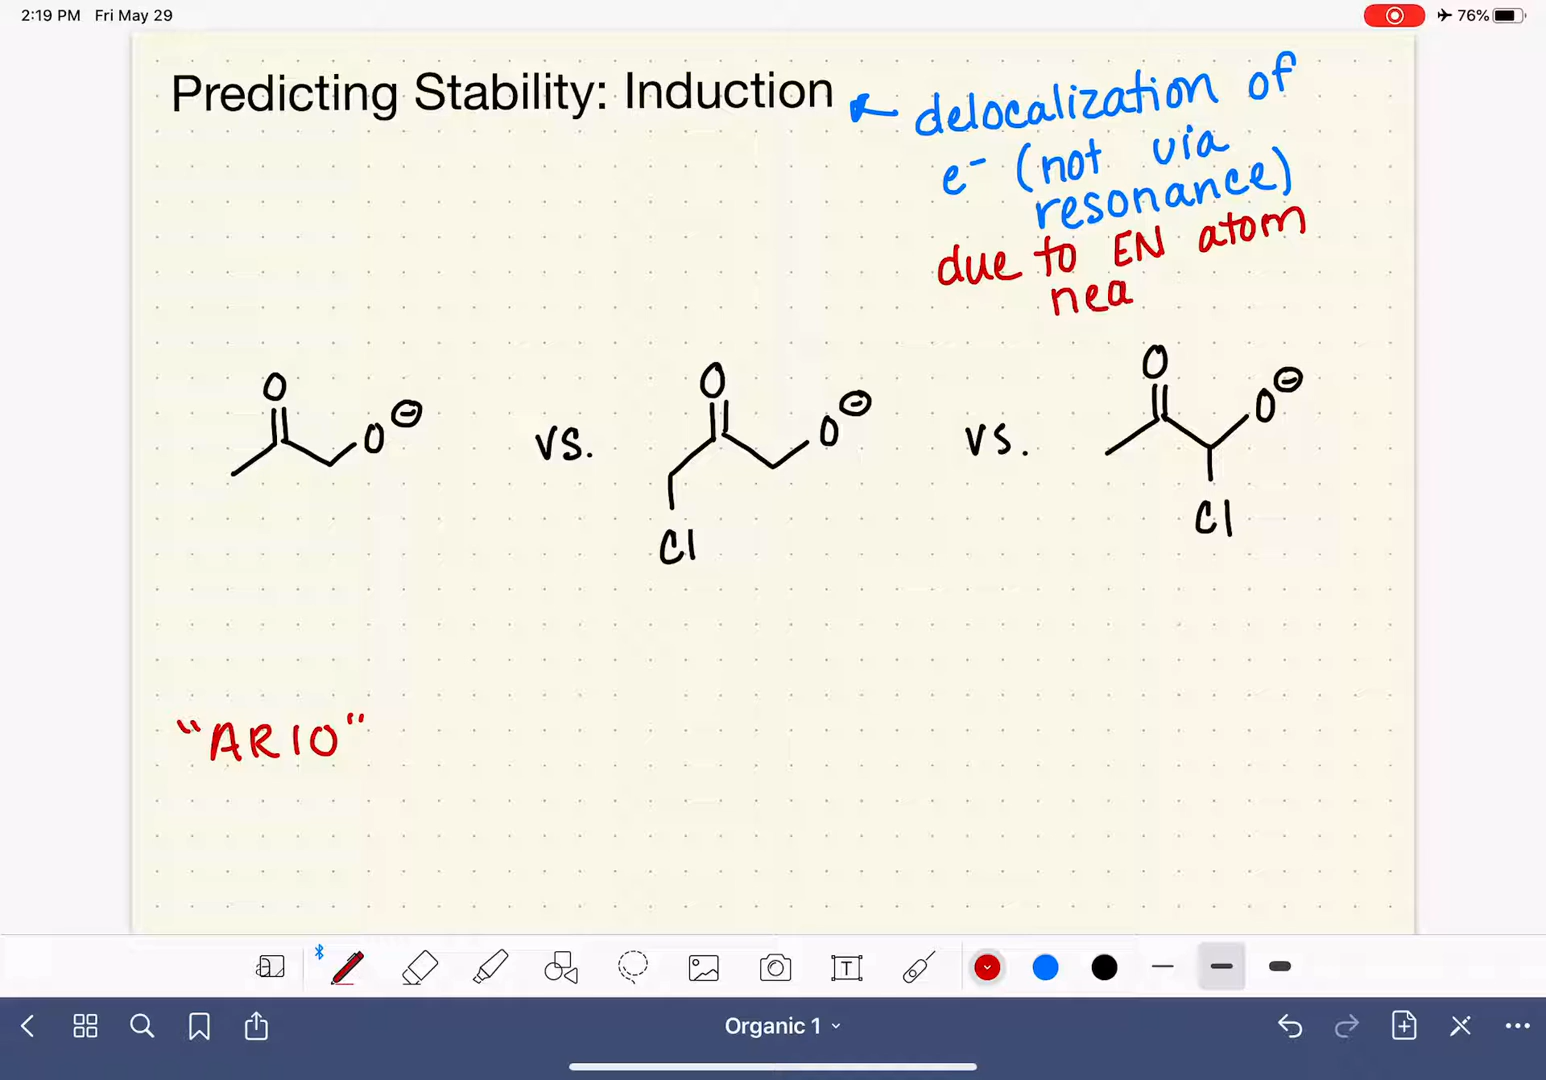 2:19 PM Fri May 29
76%
Predicting Stability: Induction
delocalization of
e⁻ (not via
resonance)
due to EN atom
nea
O
O⊖
vs.
O
O⊖
Cl
vs.
O
O⊖
Cl
"ARIO"
T
Organic 1